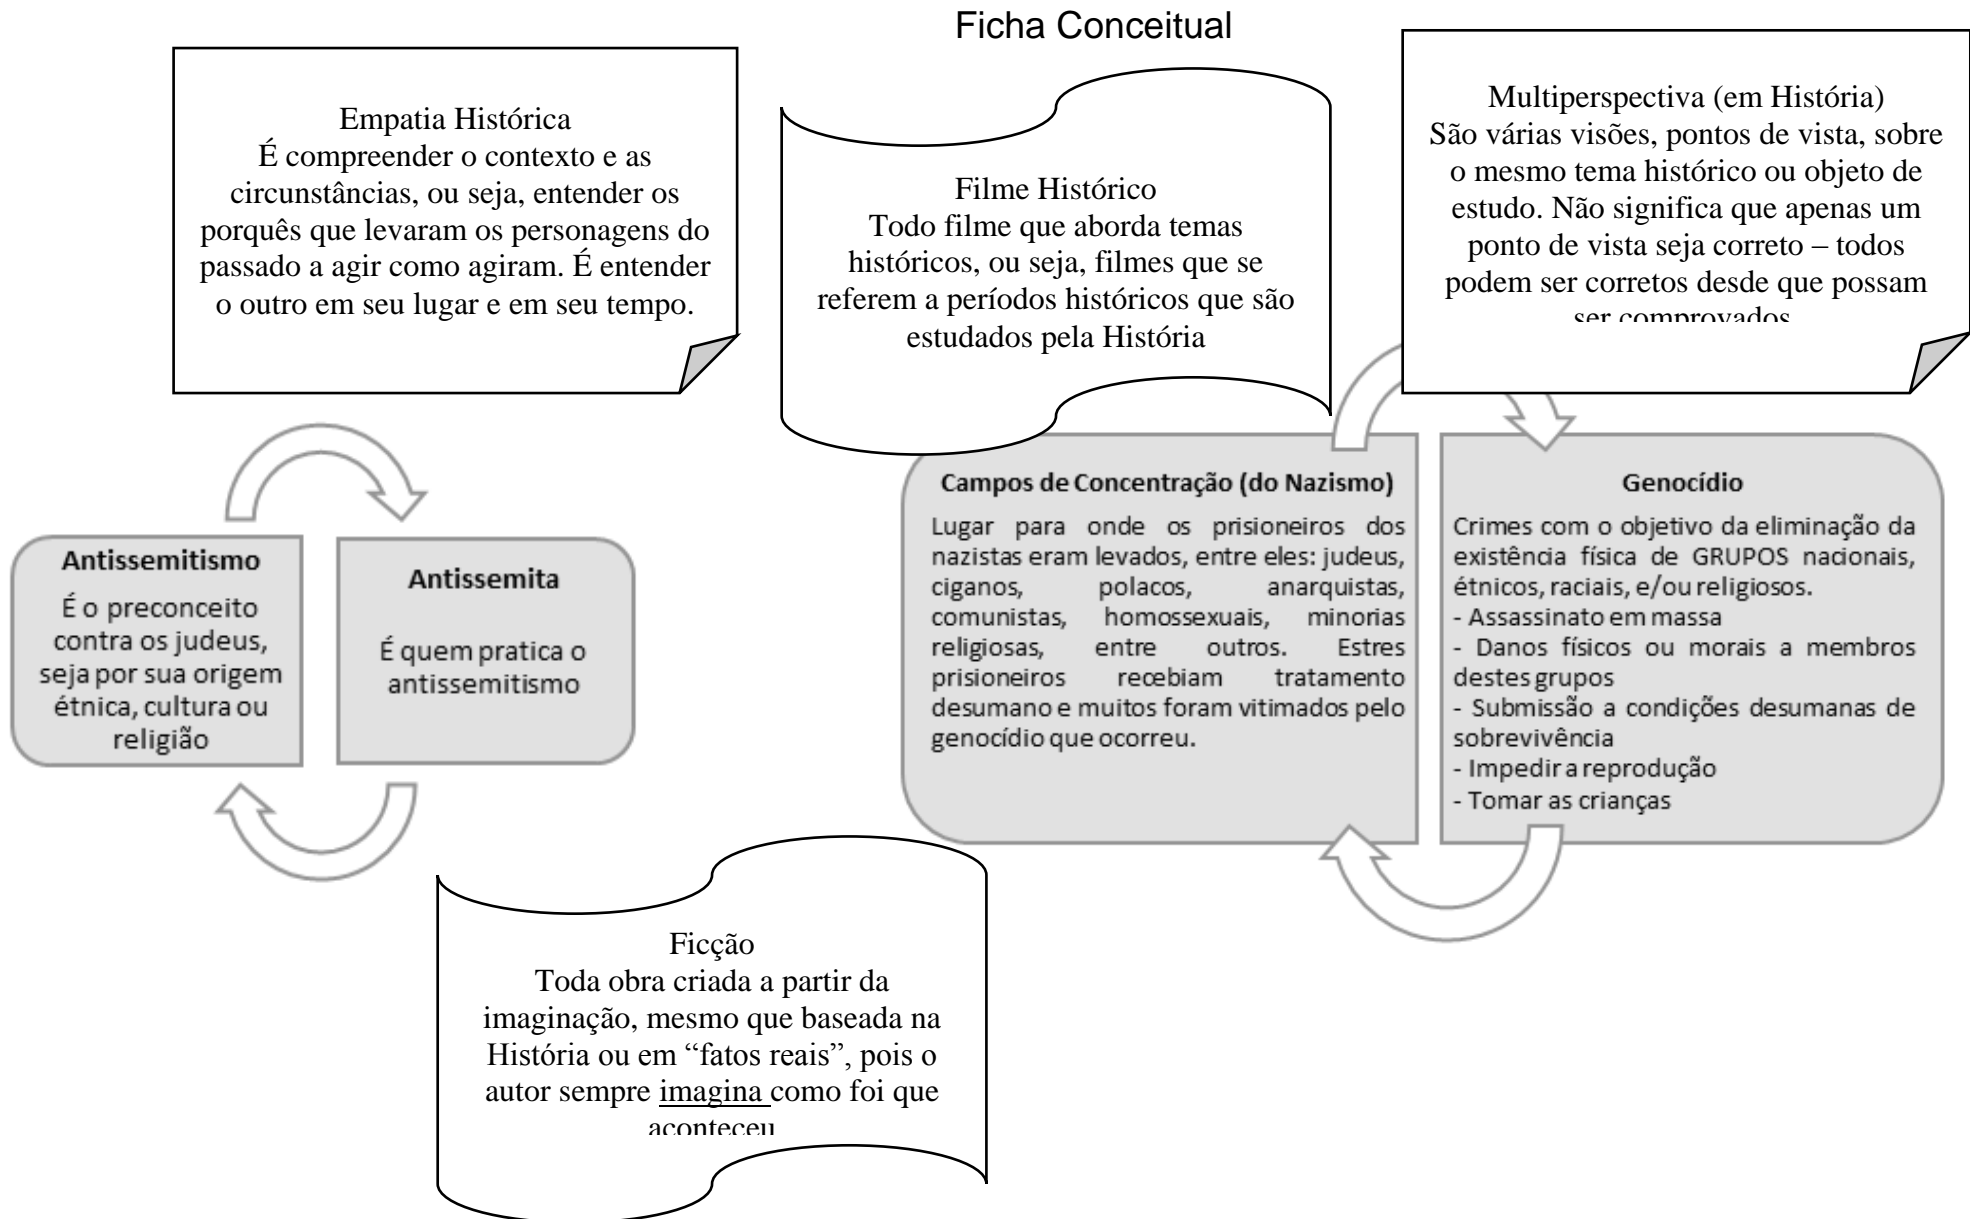 Ficha Conceitual
Empatia Histórica
É compreender o contexto e as
circunstâncias, ou seja, entender os
porquês que levaram os personagens do
passado a agir como agiram. É entender
o outro em seu lugar e em seu tempo.
Filme Histórico
Todo filme que aborda temas
históricos, ou seja, filmes que se
referem a períodos históricos que são
estudados pela História
Multiperspectiva (em História)
São várias visões, pontos de vista, sobre
o mesmo tema histórico ou objeto de
estudo. Não significa que apenas um
ponto de vista seja correto – todos
podem ser corretos desde que possam
ser comprovados
Antissemitismo
É o preconceito
contra os judeus,
seja por sua origem
étnica, cultura ou
religião
Antissemita
É quem pratica o
antissemitismo
Campos de Concentração (do Nazismo)
Lugar para onde os prisioneiros dos
nazistas eram levados, entre eles: judeus,
ciganos, polacos, anarquistas,
comunistas, homossexuais, minorias
religiosas, entre outros. Estres
prisioneiros recebiam tratamento
desumano e muitos foram vitimados pelo
genocídio que ocorreu.
Genocídio
Crimes com o objetivo da eliminação da
existência física de GRUPOS nacionais,
étnicos, raciais, e/ou religiosos.
- Assassinato em massa
- Danos físicos ou morais a membros
destes grupos
- Submissão a condições desumanas de
sobrevivência
- Impedir a reprodução
- Tomar as crianças
Ficção
Toda obra criada a partir da
imaginação, mesmo que baseada na
História ou em “fatos reais”, pois o
autor sempre imagina como foi que
aconteceu